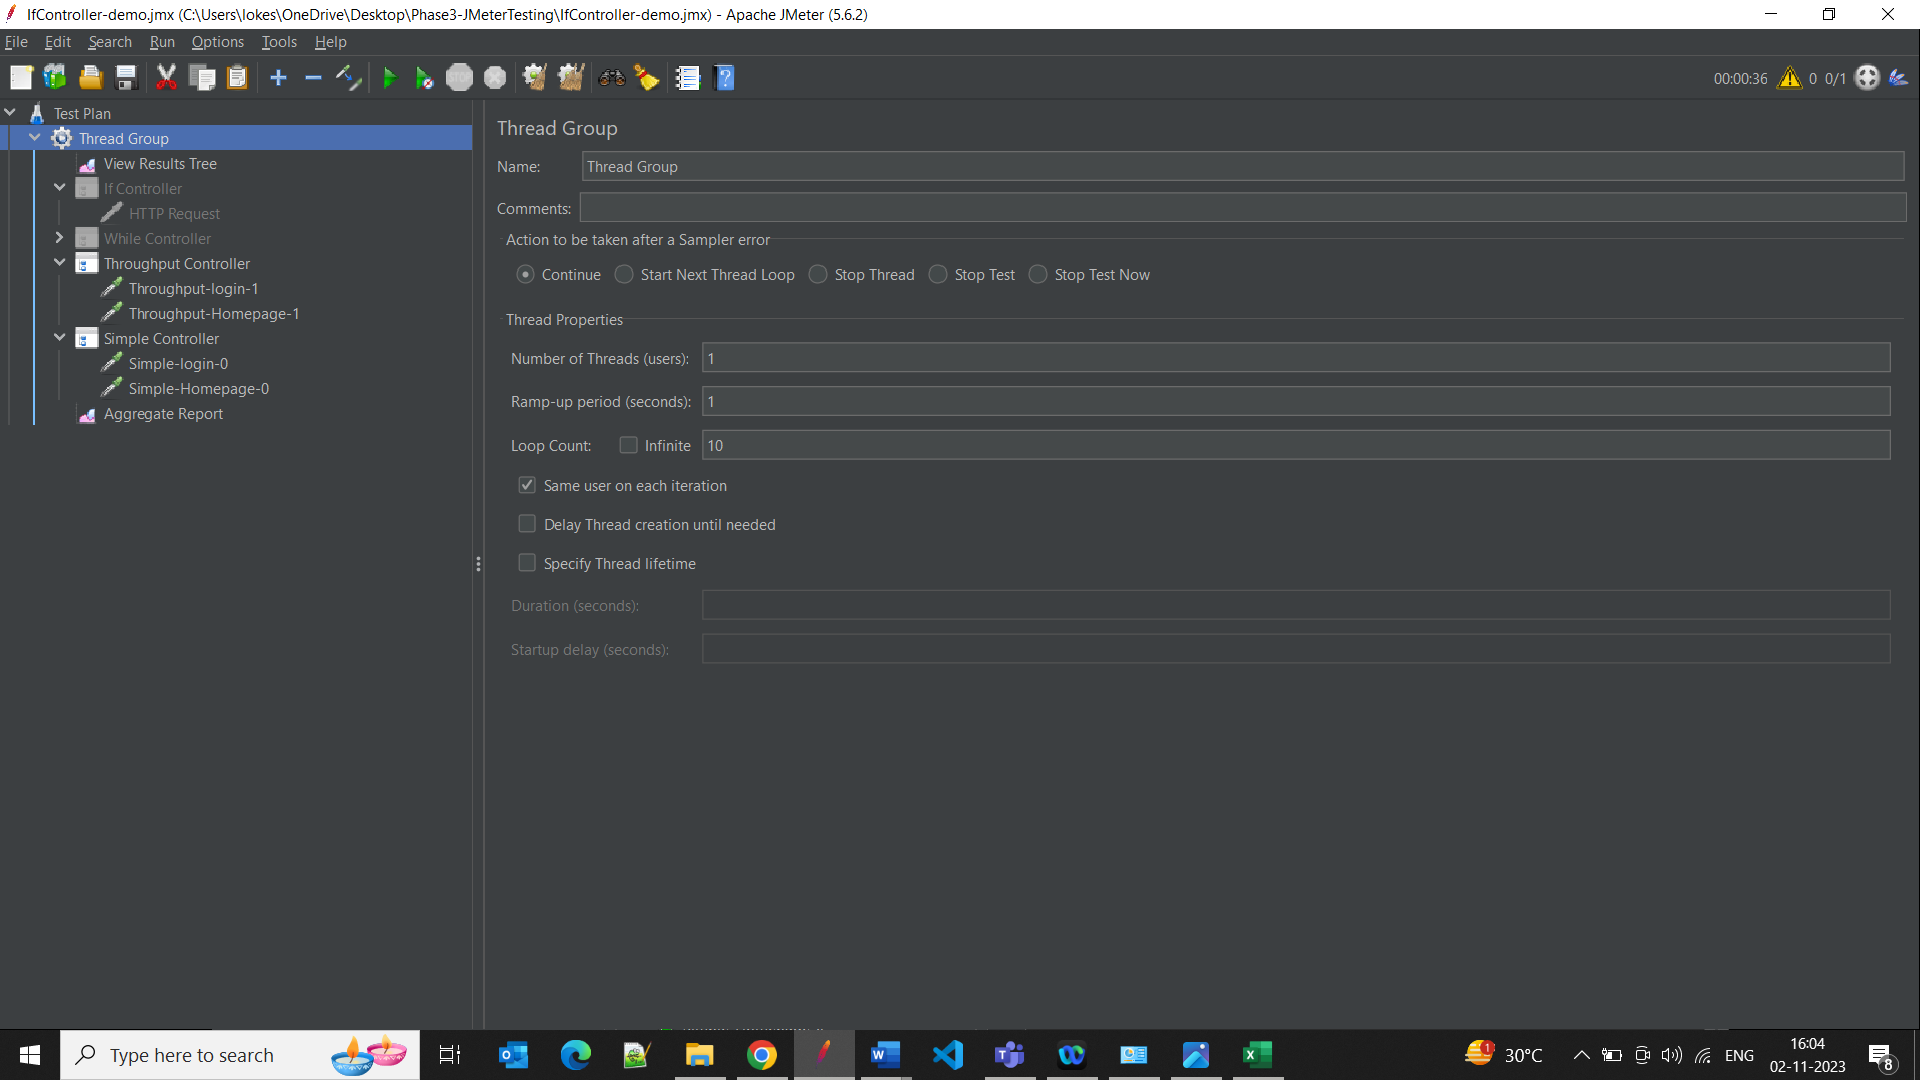 IfController-demo.jmx (C:\Users\lokes\OneDrive\Desktop\Phase3-JMeterTesting\IfController-demo.jmx) - Apache JMeter (5.6.2)
File Edit Search Run Options Tools Help
STOP
00:00:36 0 0/1
Test Plan
Thread Group
View Results Tree
If Controller
HTTP Request
While Controller
Throughput Controller
Throughput-login-1
Throughput-Homepage-1
Simple Controller
Simple-login-0
Simple-Homepage-0
Aggregate Report
Thread Group
Name: Thread Group
Comments:
Action to be taken after a Sampler error
Continue Start Next Thread Loop Stop Thread Stop Test Stop Test Now
Thread Properties
Number of Threads (users): 1
Ramp-up period (seconds): 1
Loop Count: Infinite 10
Same user on each iteration
Delay Thread creation until needed
Specify Thread lifetime
Duration (seconds):
Startup delay (seconds):
Type here to search
1 30°C ENG
16:04
02-11-2023
8